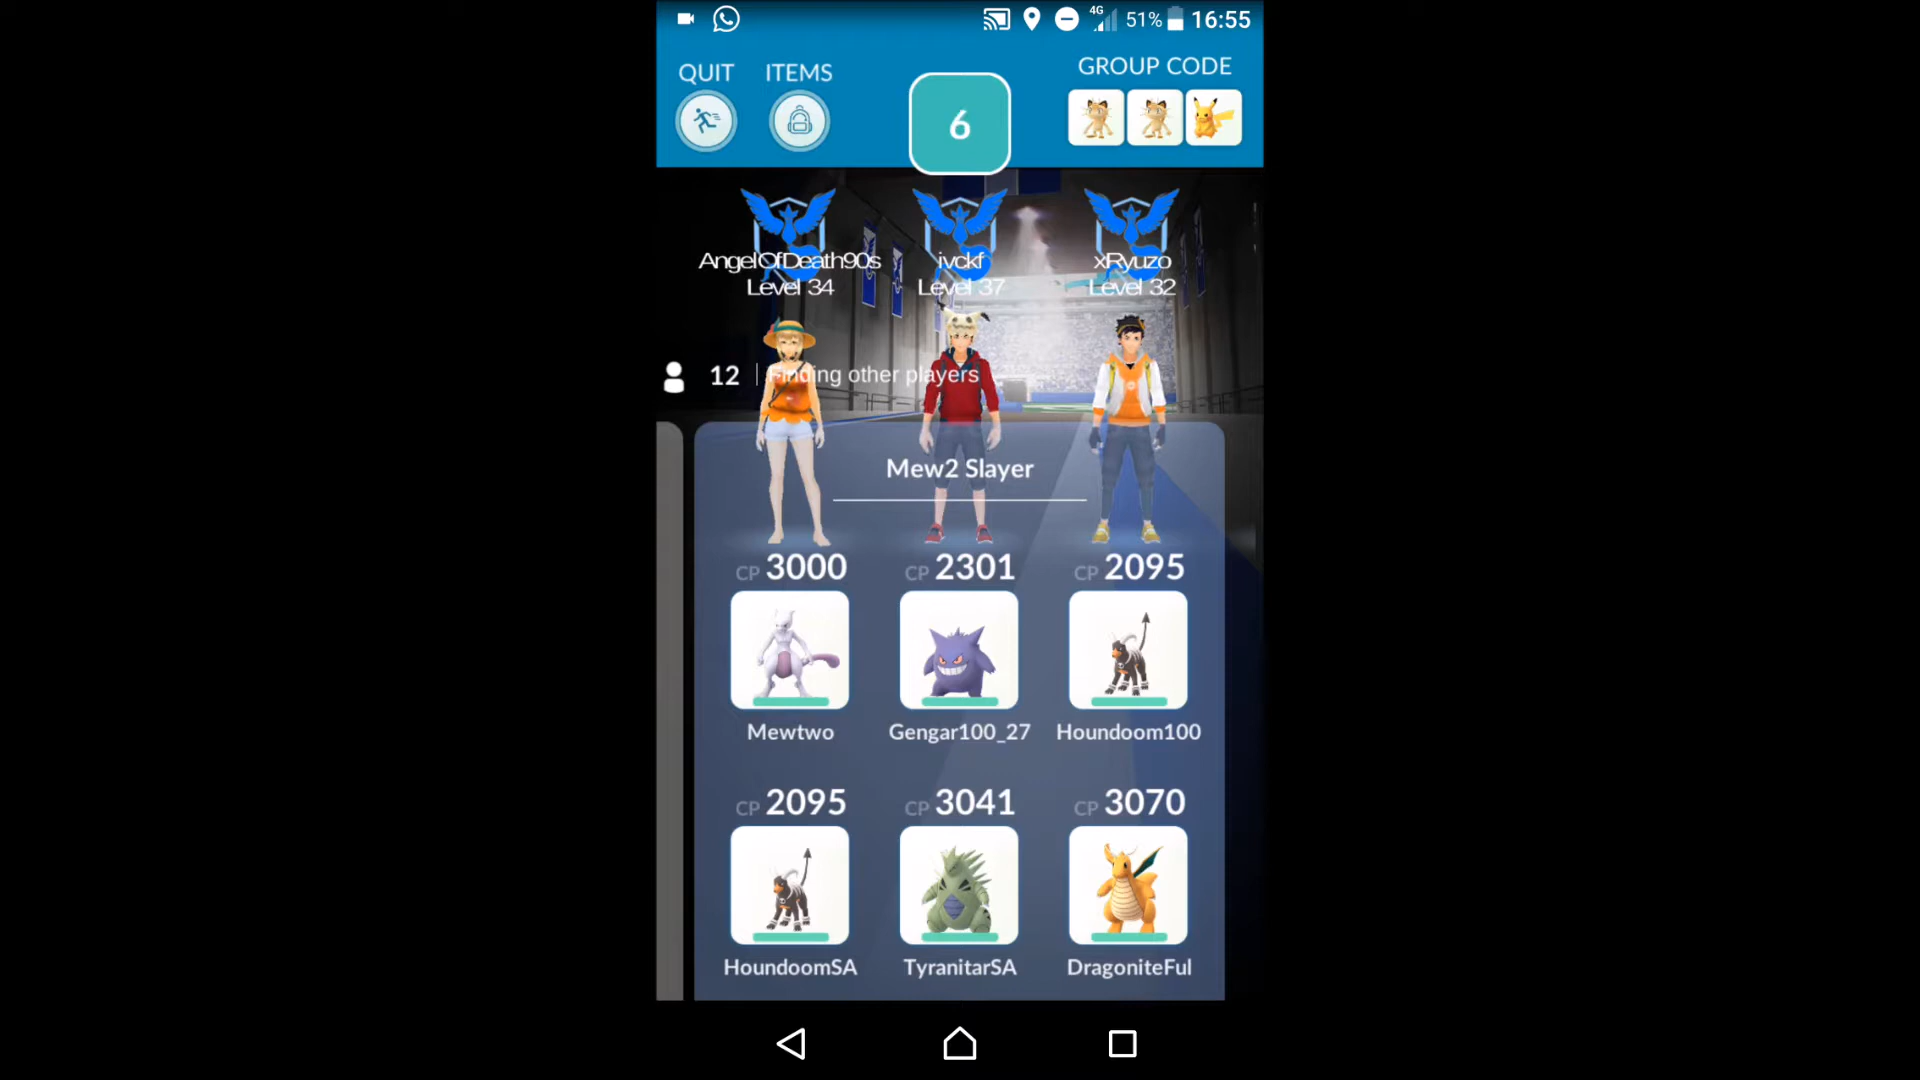 4G 51% 16:55
QUIT ITEMS GROUP CODE
6
AngelOfDeath90s ivckf xRyuzo
Level 34 Level 37 Level 32
12 Finding other players
Mew2 Slayer
CP 3000 CP 2301 CP 2095
Mewtwo Gengar100_27 Houndoom100
CP 2095 CP 3041 CP 3070
HoundoomSA TyranitarSA DragoniteFul